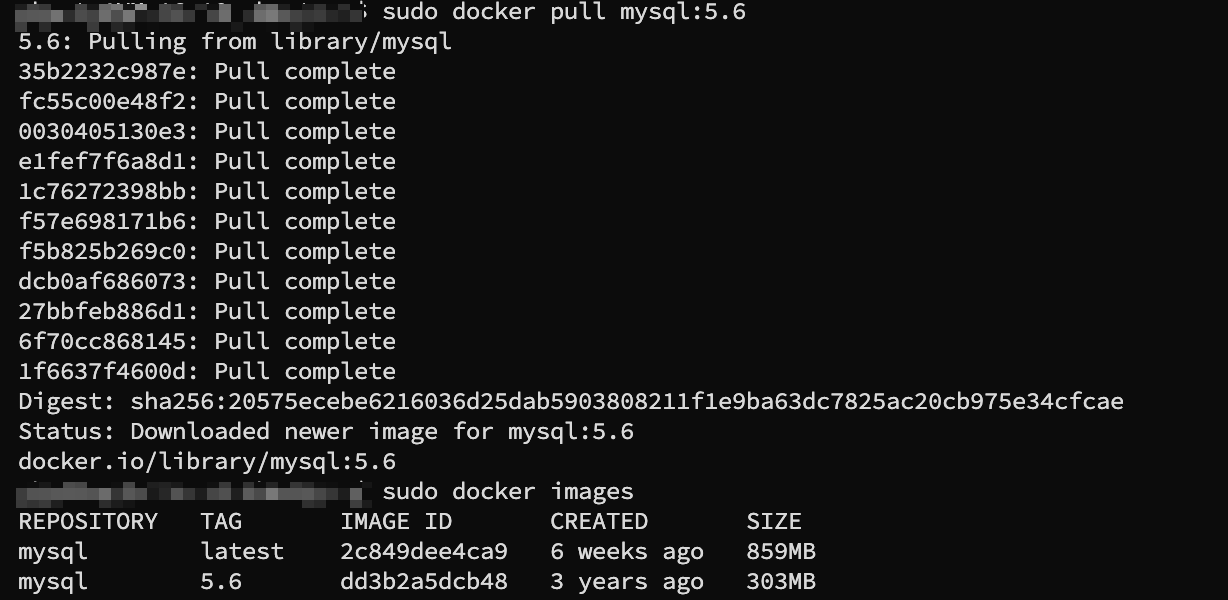 sudo docker pull mysql:5.6
5.6: Pulling from library/mysql
35b2232c987e: Pull complete
fc55c00e48f2: Pull complete
0030405130e3: Pull complete
e1fef7f6a8d1: Pull complete
1c76272398bb: Pull complete
f57e698171b6: Pull complete
f5b825b269c0: Pull complete
dcb0af686073: Pull complete
27bbfeb886d1: Pull complete
6f70cc868145: Pull complete
1f6637f4600d: Pull complete
Digest: sha256:20575ecebe6216036d25dab5903808211f1e9ba63dc7825ac20cb975e34cfcae
Status: Downloaded newer image for mysql:5.6
docker.io/library/mysql:5.6
sudo docker images
REPOSITORY   TAG       IMAGE ID       CREATED       SIZE
mysql        latest    2c849dee4ca9   6 weeks ago   859MB
mysql        5.6       dd3b2a5dcb48   3 years ago   303MB